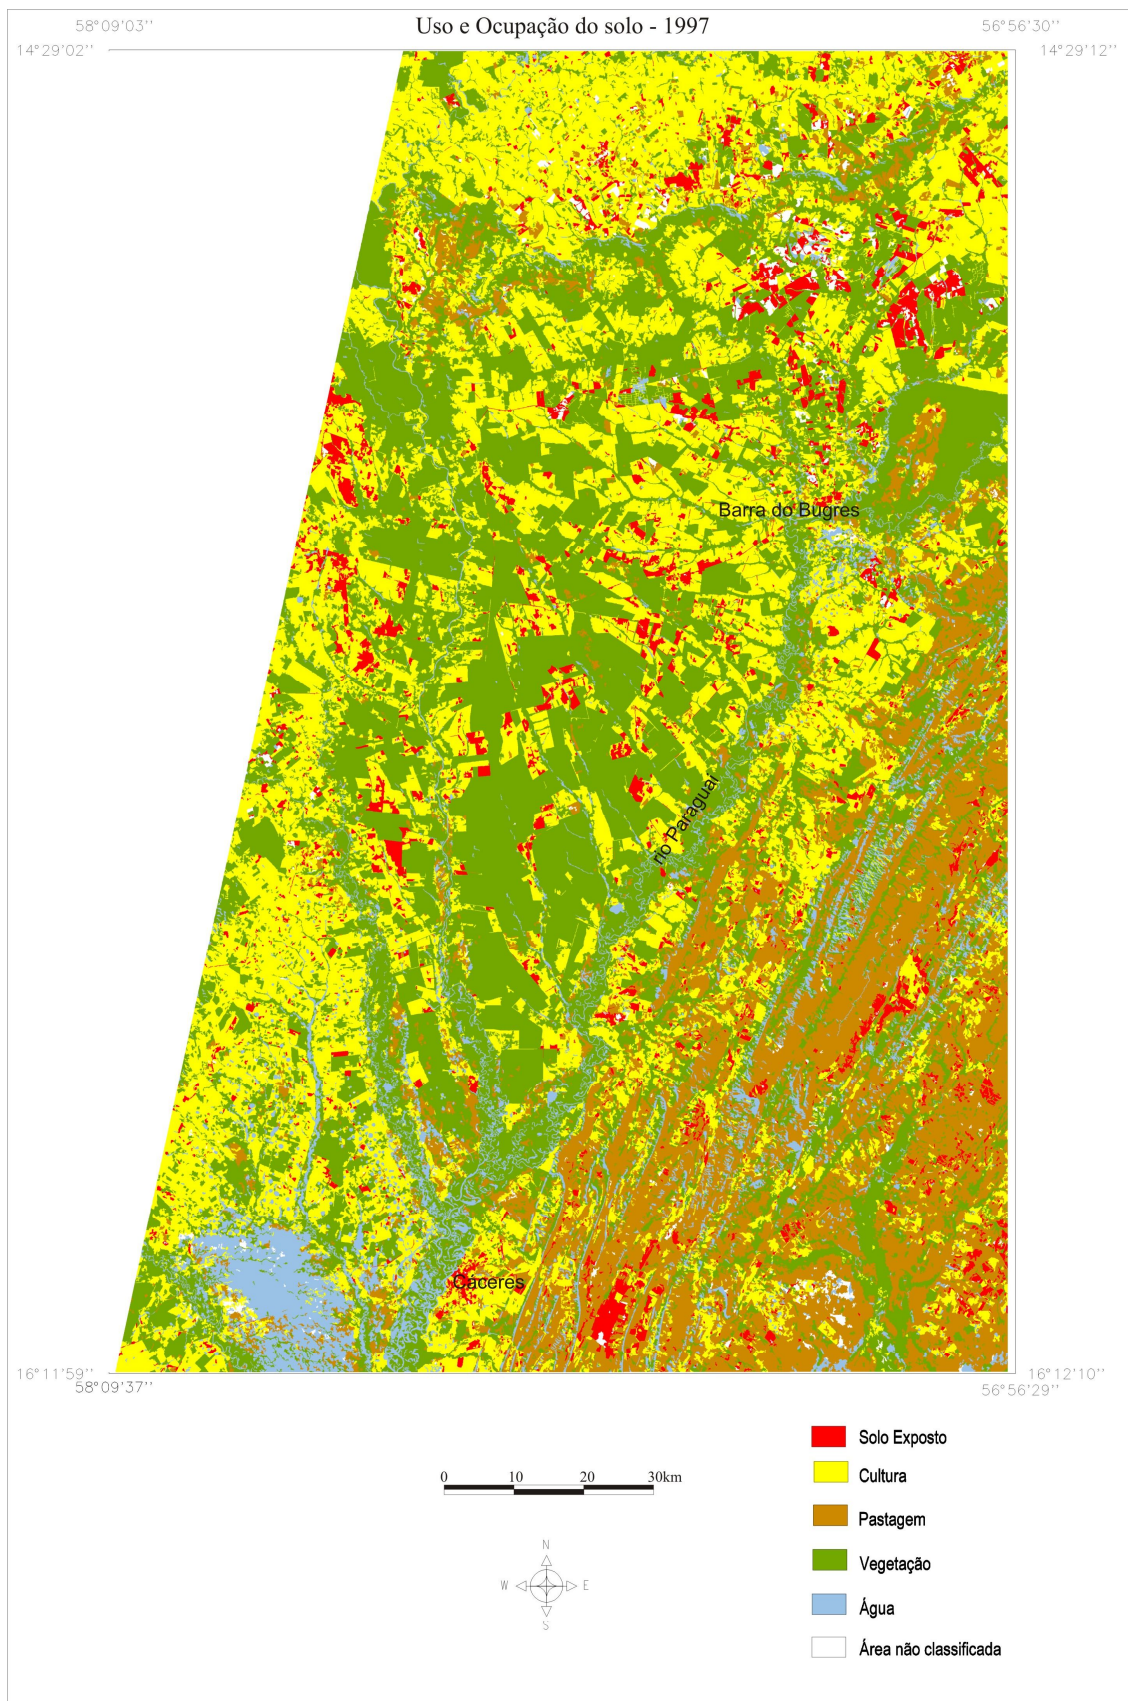 58°09'03''
Uso e Ocupação do solo - 1997
56°56'30''
14°29'02''
14°29'12''
Barra do Bugres
rio Paraguai
Cáceres
16°11'59''
16°12'10''
58°09'37''
56°56'29''
Solo Exposto
Cultura
0 10 20 30km
Pastagem
N
Vegetação
W E
Água
S
Área não classificada